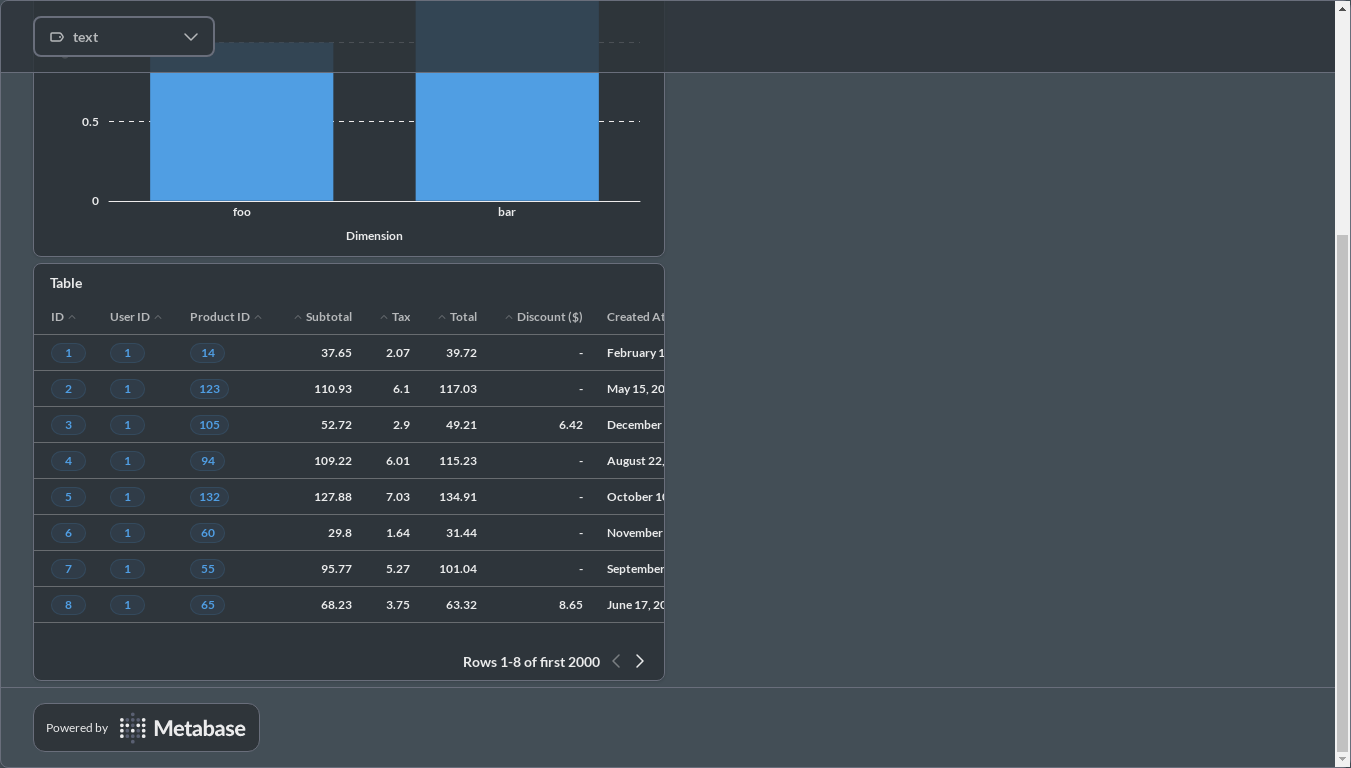 text
0.5
0
foo bar
Dimension
Table
ID User ID Product ID Subtotal Tax Total Discount ($) Created At
1 1 14 37.65 2.07 39.72 - February 1
2 1 123 110.93 6.1 117.03 - May 15, 20
3 1 105 52.72 2.9 49.21 6.42 December
4 1 94 109.22 6.01 115.23 - August 22,
5 1 132 127.88 7.03 134.91 - October 10
6 1 60 29.8 1.64 31.44 - November
7 1 55 95.77 5.27 101.04 - September
8 1 65 68.23 3.75 63.32 8.65 June 17, 20
Rows 1-8 of first 2000
Powered by Metabase